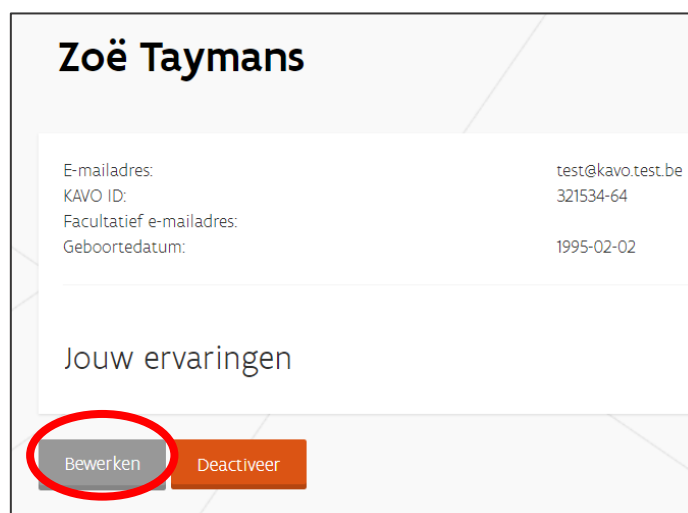 Zoë Taymans
E-mailadres: test@kavo.test.be
KAVO ID: 321534-64
Facultatief e-mailadres:
Geboortedatum: 1995-02-02
Jouw ervaringen
Bewerken Deactiveer